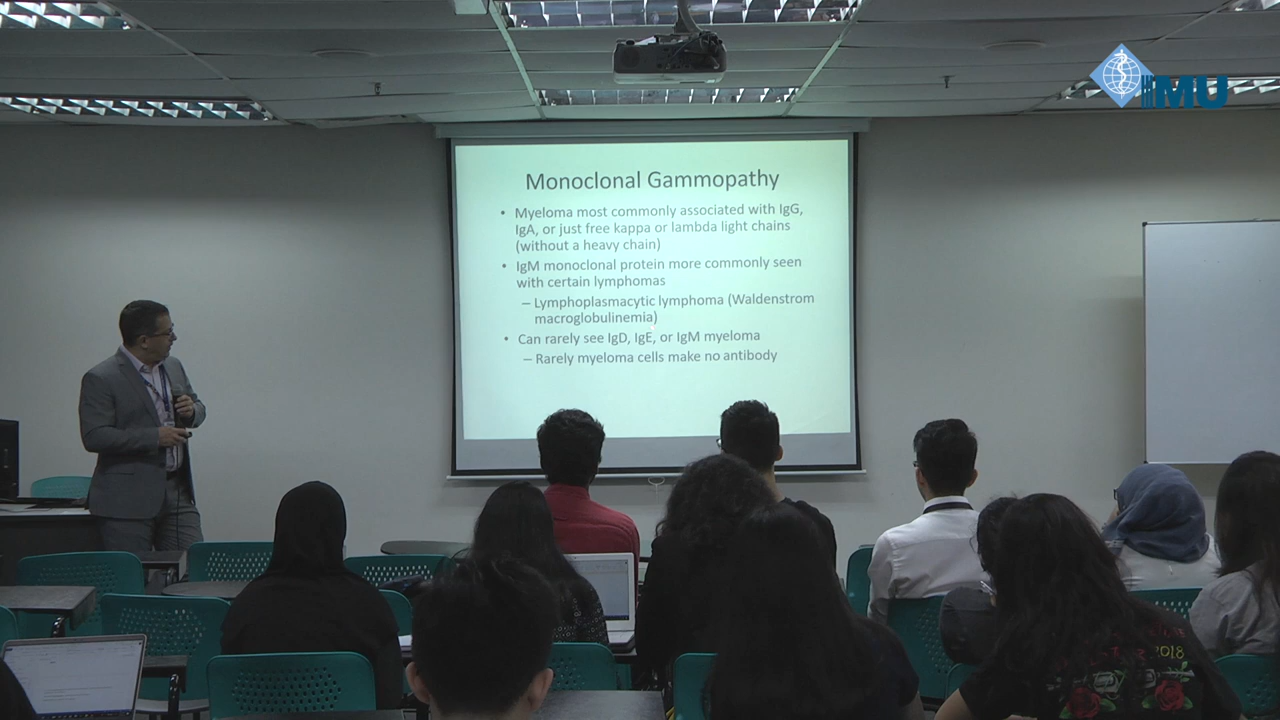 IMU
Monoclonal Gammopathy
• Myeloma most commonly associated with IgG,
IgA, or just free kappa or lambda light chains
(without a heavy chain)
• IgM monoclonal protein more commonly seen
with certain lymphomas
– Lymphoplasmacytic lymphoma (Waldenstrom
macroglobulinemia)
• Can rarely see IgD, IgE, or IgM myeloma
– Rarely myeloma cells make no antibody
2018